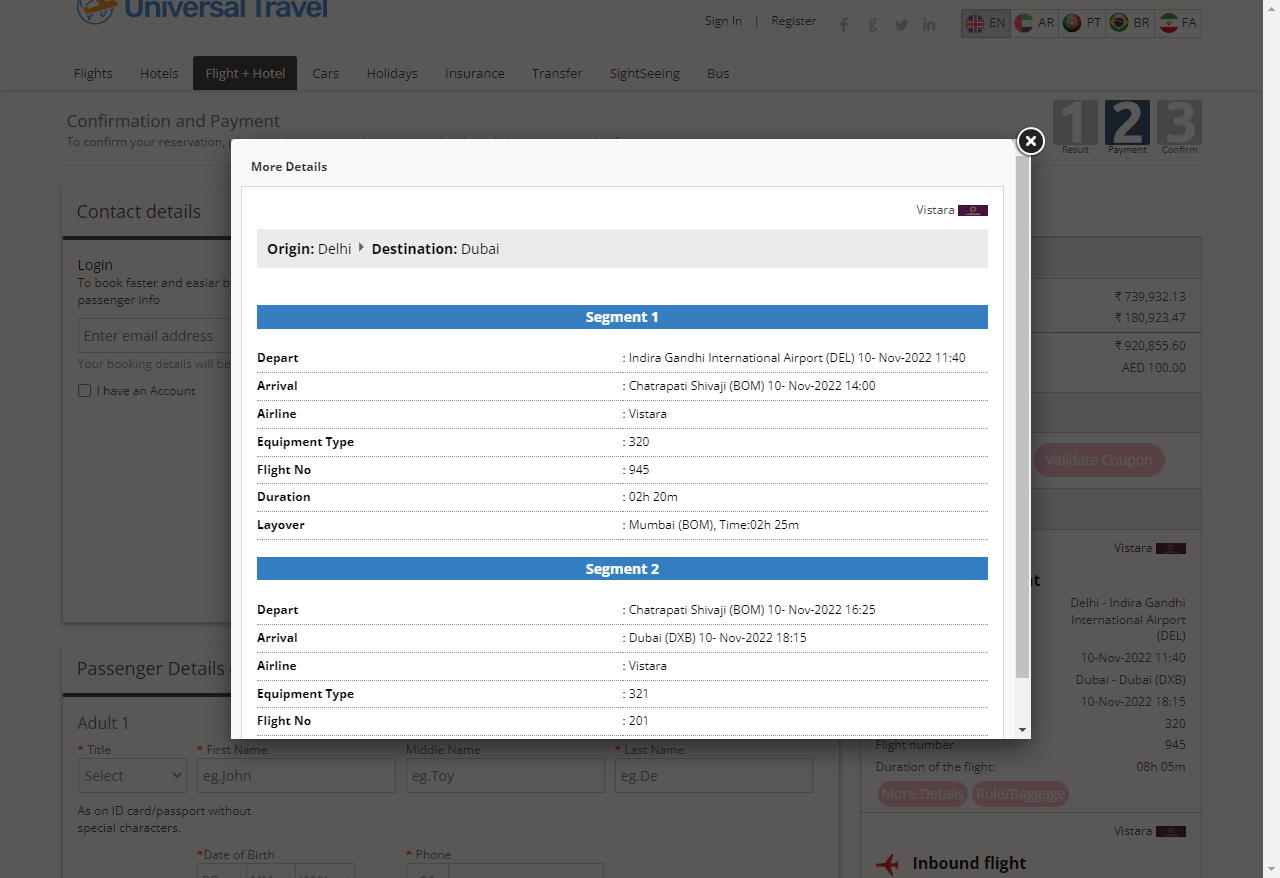 Universal Travel
Sign In | Register
EN AR PT BR FA
Flights Hotels Flight + Hotel Cars Holidays Insurance Transfer SightSeeing Bus
Confirmation and Payment
To confirm your reservation,
1 2 3
Result Payment Confirm
More Details
Vistara
Origin: Delhi Destination: Dubai
Segment 1
Depart : Indira Gandhi International Airport (DEL) 10- Nov-2022 11:40
Arrival : Chatrapati Shivaji (BOM) 10- Nov-2022 14:00
Airline : Vistara
Equipment Type : 320
Flight No : 945
Duration : 02h 20m
Layover : Mumbai (BOM), Time:02h 25m
Segment 2
Depart : Chatrapati Shivaji (BOM) 10- Nov-2022 16:25
Arrival : Dubai (DXB) 10- Nov-2022 18:15
Airline : Vistara
Equipment Type : 321
Flight No : 201
Contact details
Login
To book faster and easiar
passenger info
Enter email address
Your booking details will be
I have an Account
Passenger Details
Adult 1
* Title * First Name Middle Name * Last Name
Select eg.John eg.Toy eg.De
As on ID card/passport without
special characters.
*Date of Birth * Phone
₹ 739,932.13
₹ 180,923.47
₹ 920,855.60
AED 100.00
Validate Coupon
Vistara
Delhi - Indira Gandhi
International Airport
(DEL)
10-Nov-2022 11:40
Dubai - Dubai (DXB)
10-Nov-2022 18:15
320
Flight number 945
Duration of the flight: 08h 05m
More Details Rule/Baggage
Vistara
Inbound flight